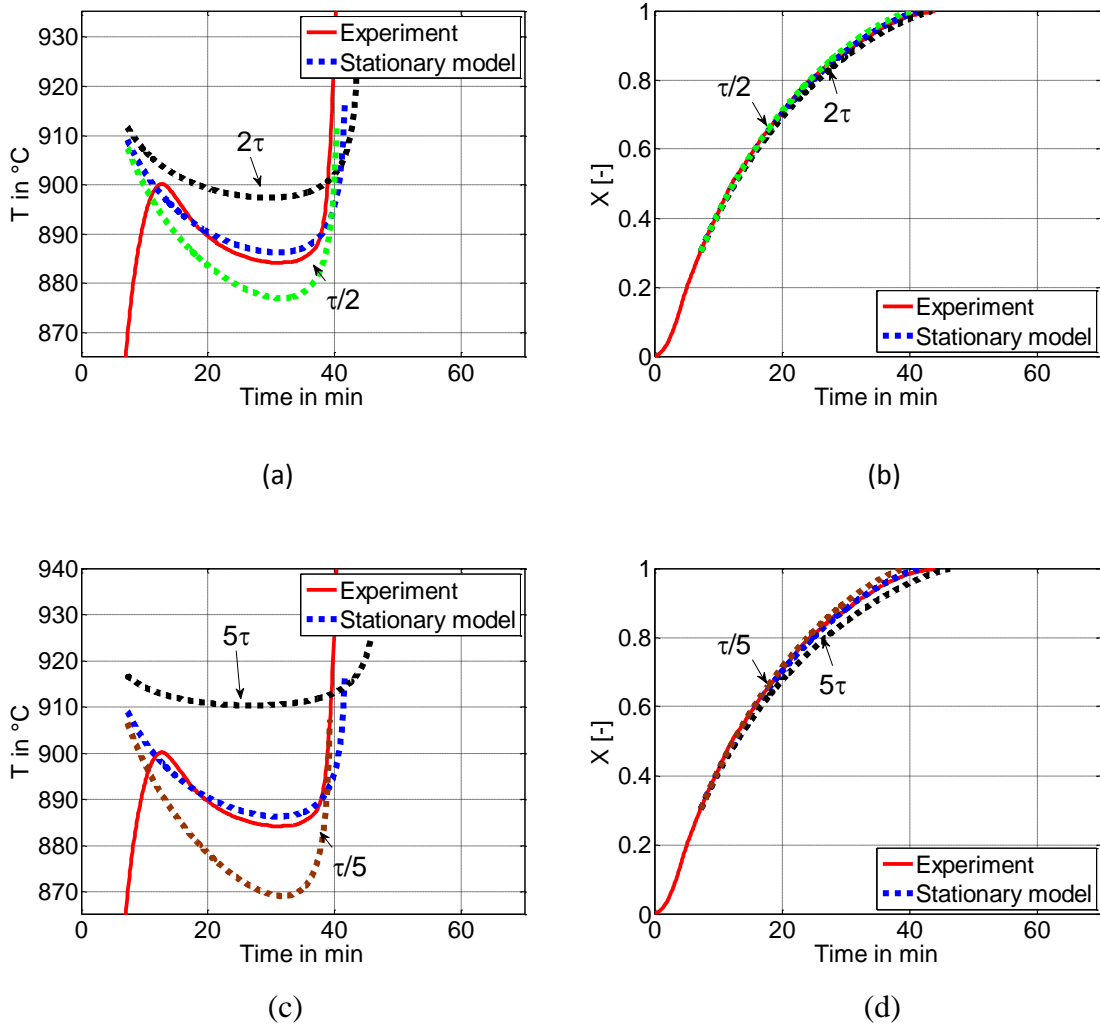 930
920
910
900
890
880
870
T in °C
0
20
40
60
Time in min
Experiment
Stationary model
2τ
τ/2
(a)
1
0.8
0.6
0.4
0.2
0
X [-]
0
20
40
60
Time in min
τ/2
2τ
Experiment
Stationary model
(b)
940
930
920
910
900
890
880
870
T in °C
0
20
40
60
Time in min
Experiment
Stationary model
5τ
τ/5
(c)
1
0.8
0.6
0.4
0.2
0
X [-]
0
20
40
60
Time in min
τ/5
5τ
Experiment
Stationary model
(d)